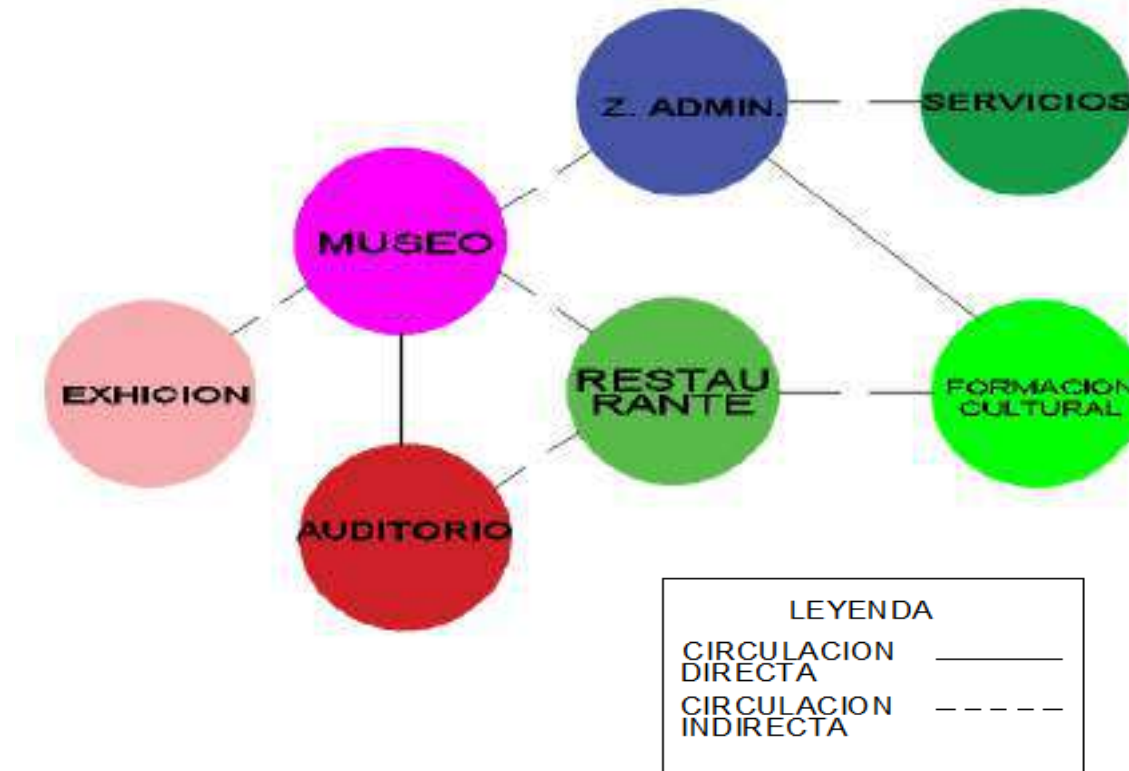 Z. ADMIN.
SERVICIOS
MUSEO
EXHICION
RESTAU
RANTE
FORMACION
CULTURAL
AUDITORIO
LEYENDA
CIRCULACION
DIRECTA
CIRCULACION
INDIRECTA